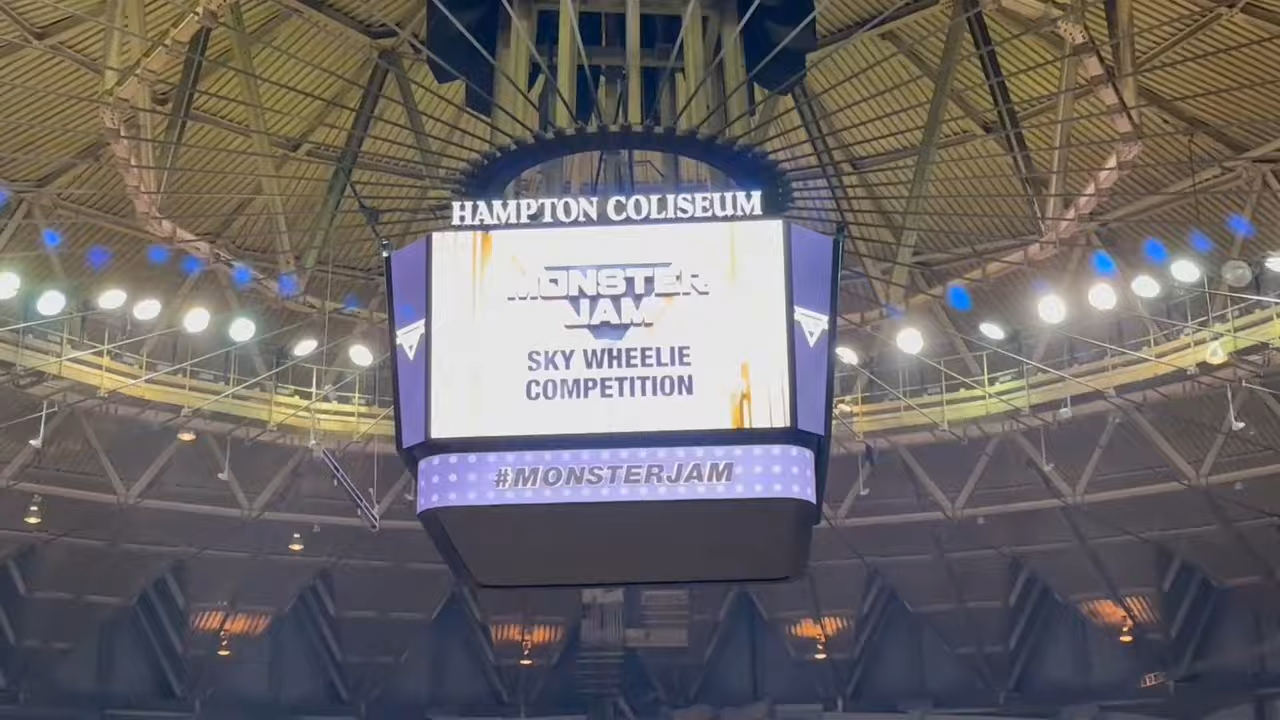 HAMPTON COLISEUM
MONSTER
JAM
SKY WHEELIE
COMPETITION
#MONSTERJAM